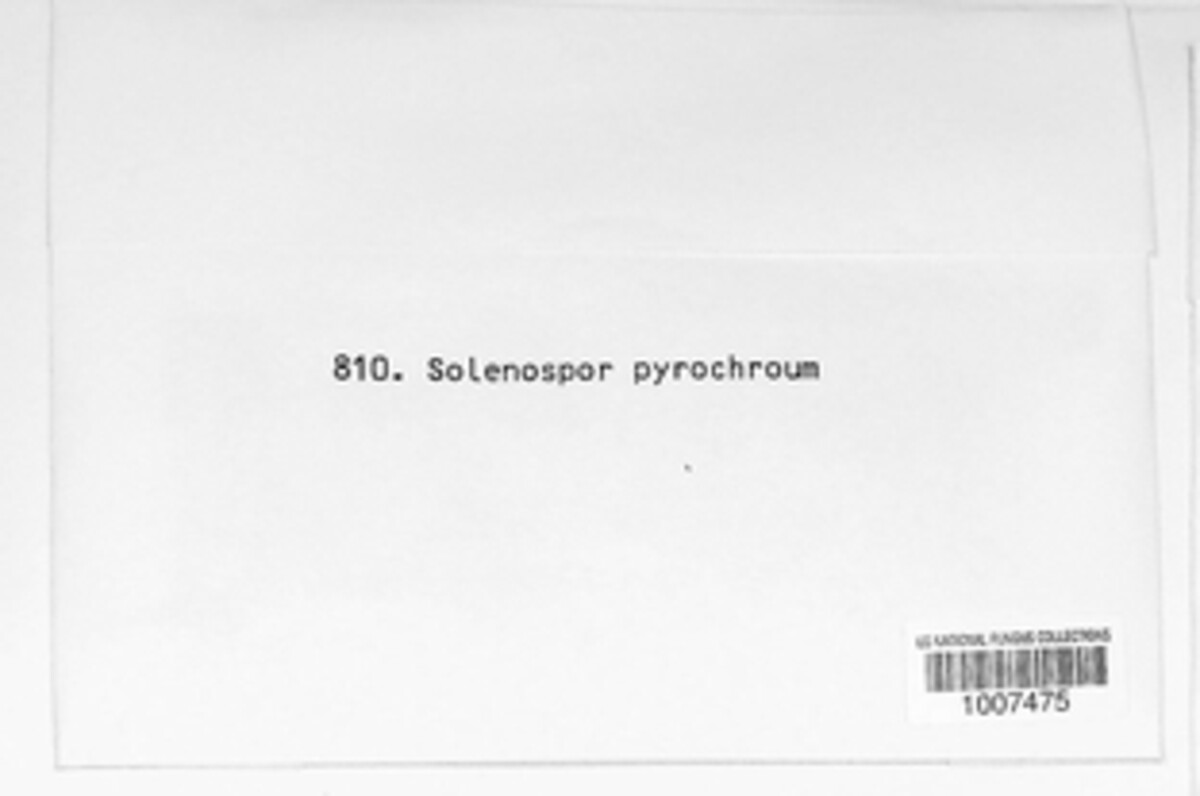 810. Solenospor pyrochroum
US NATIONAL FUNGUS COLLECTIONS
1007475